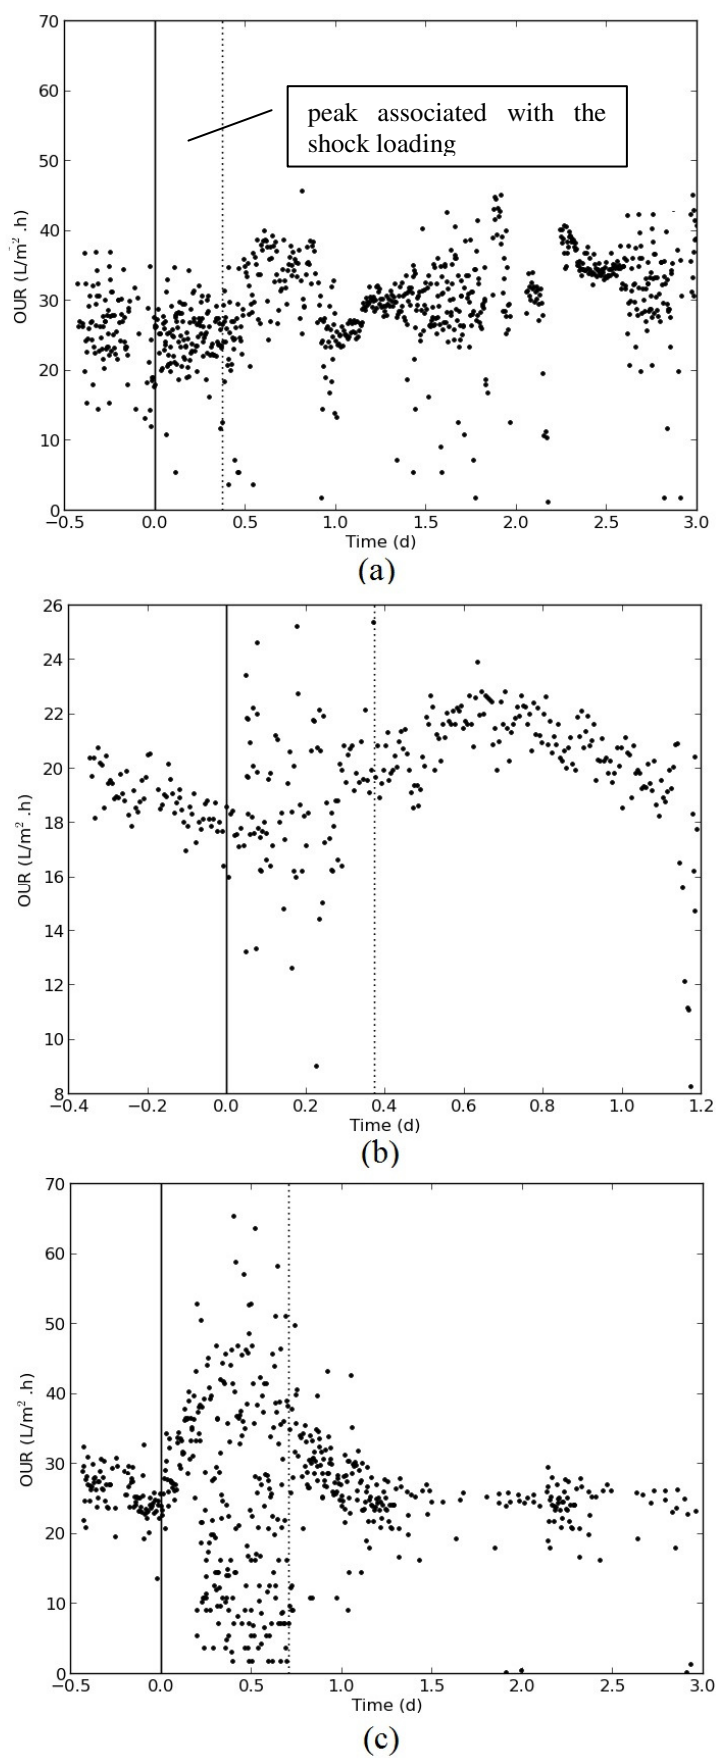 70
60
50
40
30
20
10
0
OUR (L/m² .h)
peak associated with the
shock loading
−0.5 0.0 0.5 1.0 1.5 2.0 2.5 3.0
Time (d)
(a)
26
24
22
20
18
16
14
12
10
8
OUR (L/m² .h)
−0.4 −0.2 0.0 0.2 0.4 0.6 0.8 1.0 1.2
Time (d)
(b)
70
60
50
40
30
20
10
0
OUR (L/m² .h)
−0.5 0.0 0.5 1.0 1.5 2.0 2.5 3.0
Time (d)
(c)